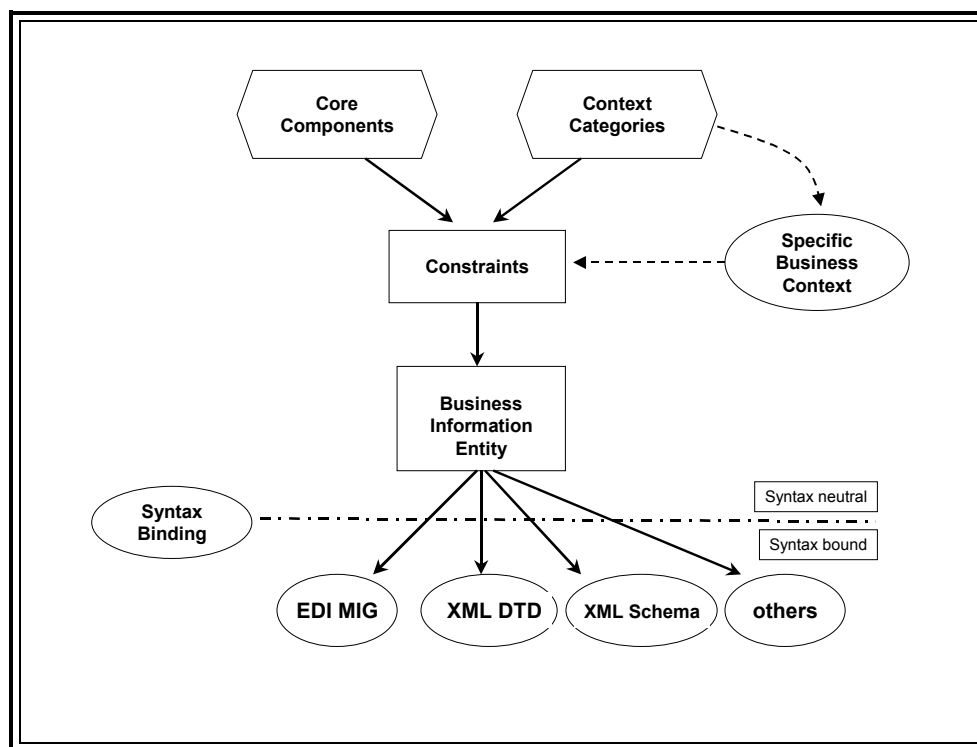 Core
Components
Context
Categories
Constraints
Specific
Business
Context
Business
Information
Entity
Syntax neutral
Syntax
Binding
Syntax bound
EDI MIG
XML DTD
XML Schema
others